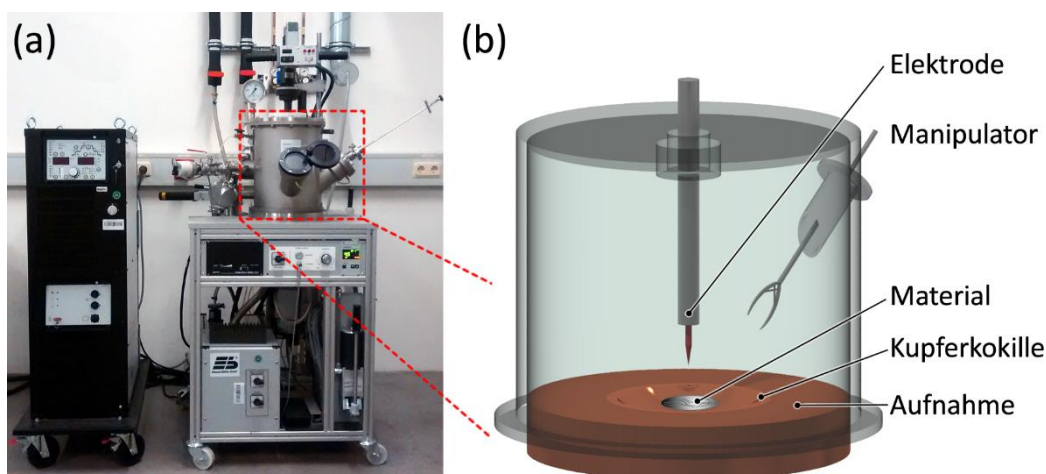 (a)
(b)
Elektrode
Manipulator
Material
Kupferkokille
Aufnahme